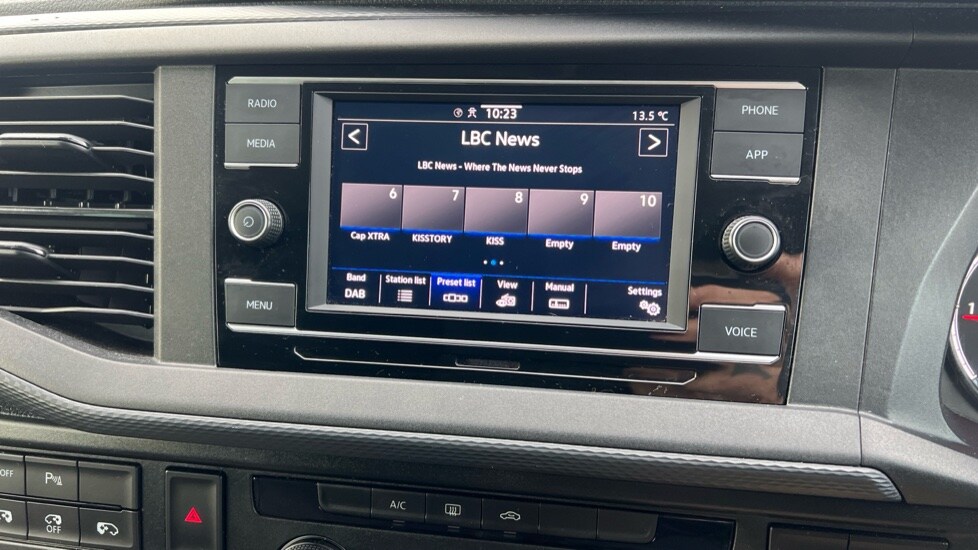 RADIO
MEDIA
MENU
10:23
13.5 °C
<
LBC News
>
LBC News - Where The News Never Stops
6 7 8 9 10
Cap XTRA KISSTORY KISS Empty Empty
Band Station list Preset list View Manual Settings
DAB
PHONE
APP
VOICE
1
OFF
P
OFF
A/C